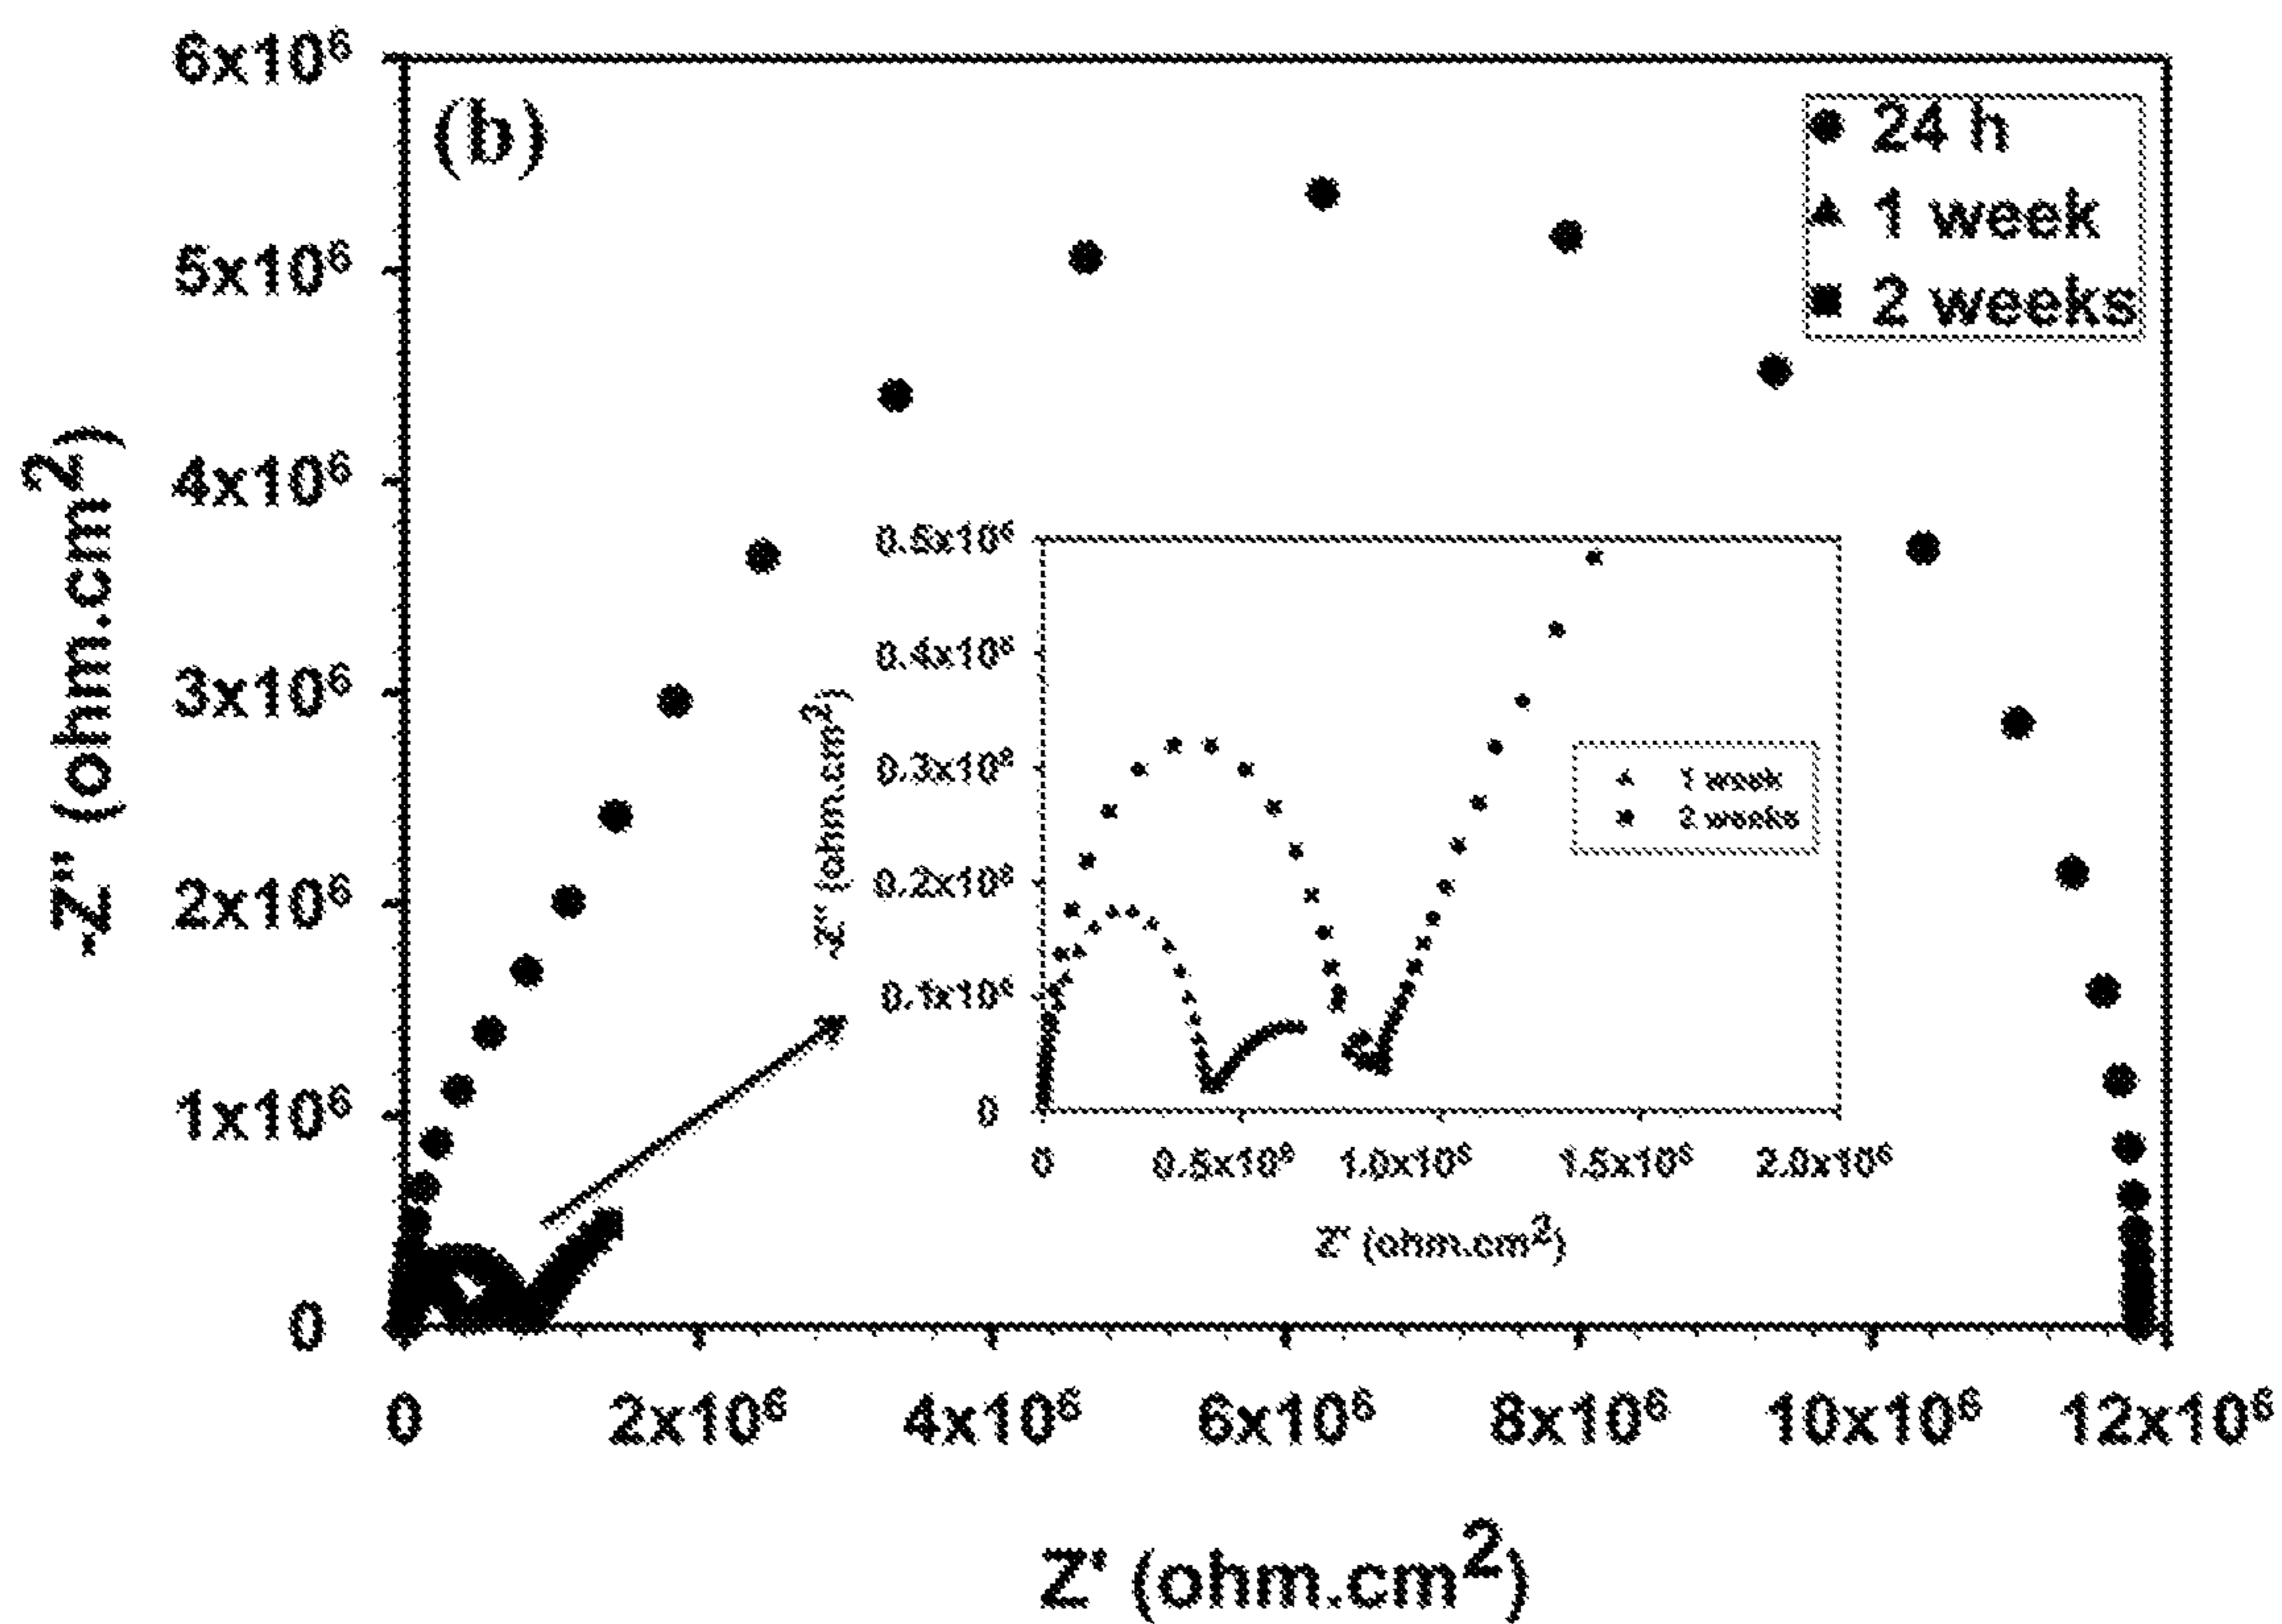 (b)
24 h
1 week
2 weeks
-Z'' (ohm.cm²)
6x10⁶
5x10⁶
4x10⁶
3x10⁶
2x10⁶
1x10⁶
0
0
2x10⁶
4x10⁶
6x10⁶
8x10⁶
10x10⁶
12x10⁶
Z' (ohm.cm²)
-Z'' (ohm.cm²)
0.5x10⁶
0.4x10⁶
0.3x10⁶
0.2x10⁶
0.1x10⁶
0
1 week
2 weeks
0
0.5x10⁶
1.0x10⁶
1.5x10⁶
2.0x10⁶
Z' (ohm.cm²)